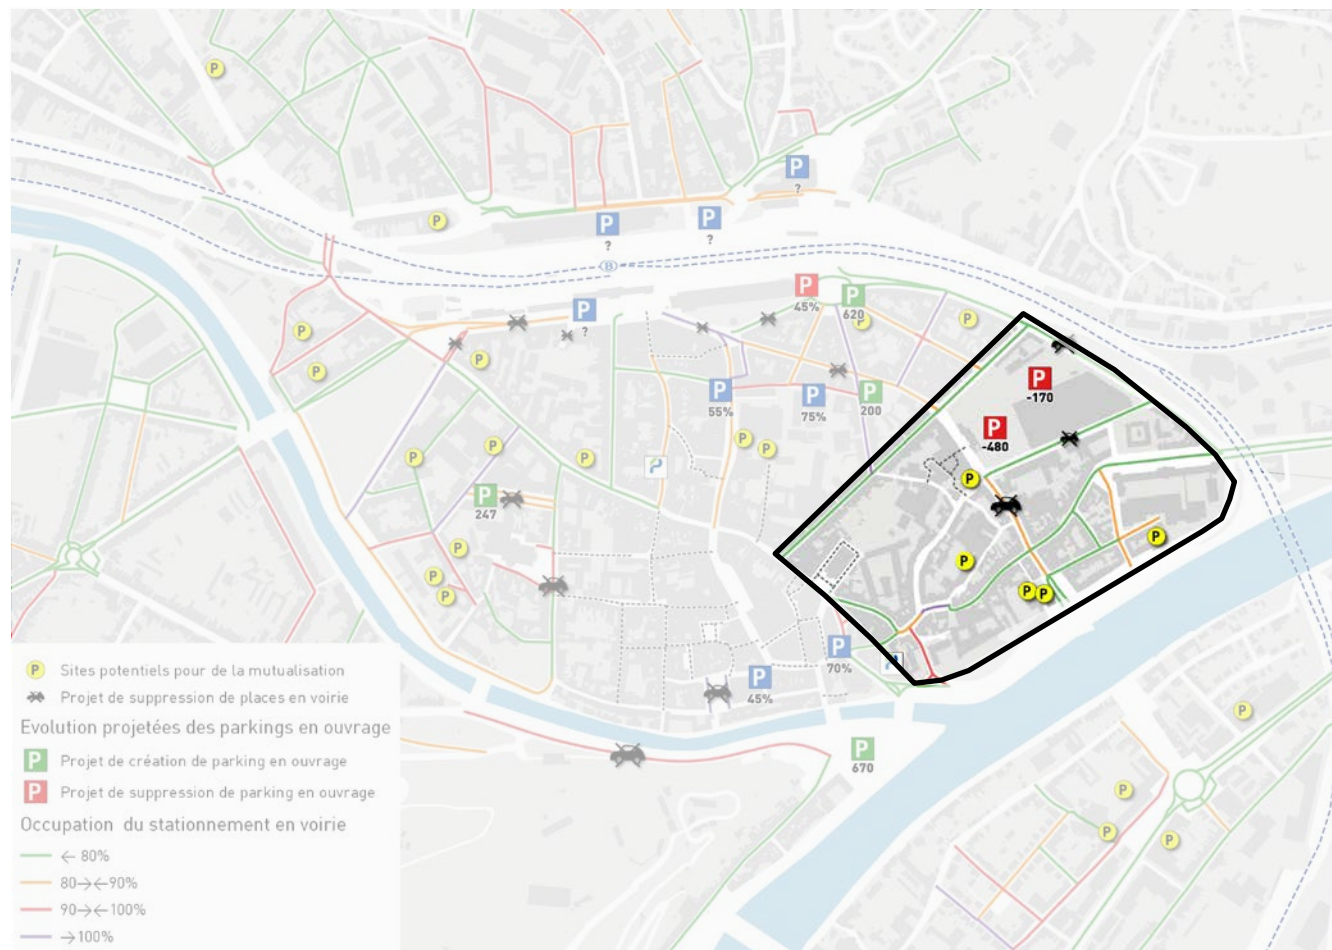 P
P
P
?
P
P
?
P
?
B
P
45%
P
620
P
P
P
P
?
P
P
P
-170
P
55%
P
75%
P
200
P
-480
P
P
P
P
P
P
P
P
247
P
P
P
P
P
P
P
P
70%
P
45%
P
P
670
P
P
P
P Sites potentiels pour de la mutualisation
Projet de suppression de places en voirie
Evolution projetées des parkings en ouvrage
P Projet de création de parking en ouvrage
P Projet de suppression de parking en ouvrage
Occupation du stationnement en voirie
← 80%
80→←90%
90→←100%
→100%